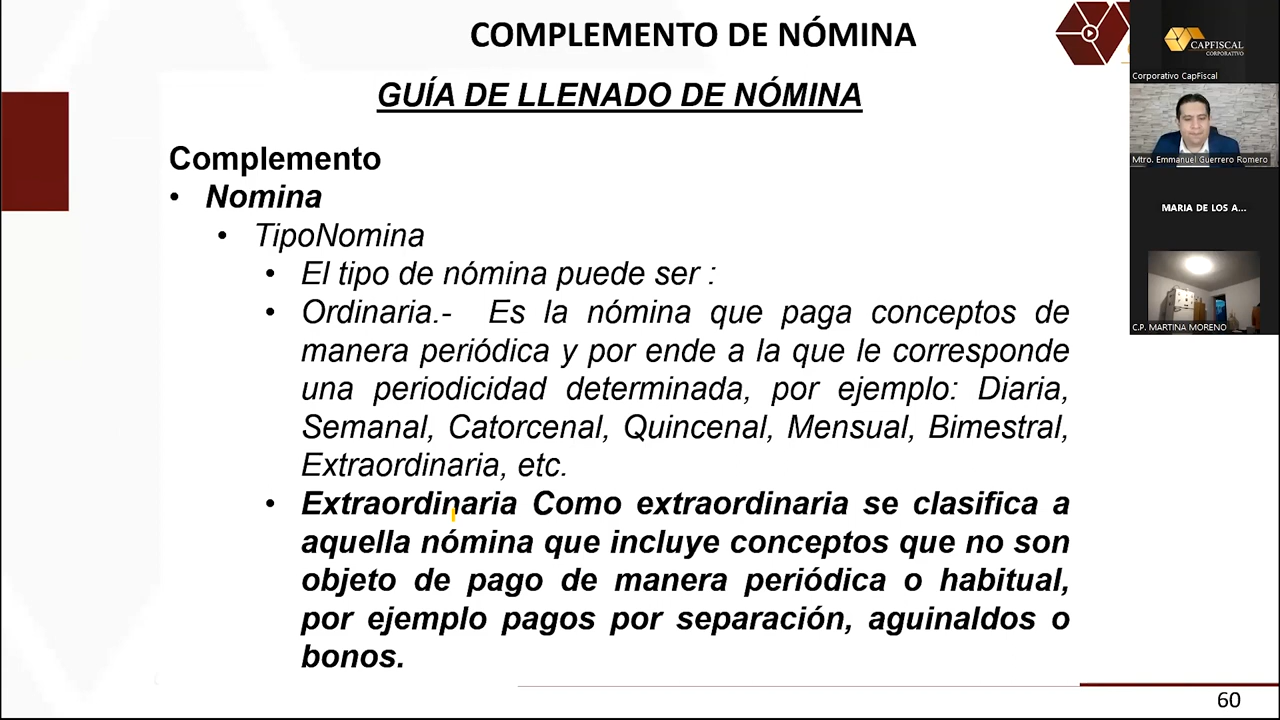 COMPLEMENTO DE NÓMINA
GUÍA DE LLENADO DE NÓMINA
Complemento
• Nomina
• TipoNomina
• El tipo de nómina puede ser :
• Ordinaria.- Es la nómina que paga conceptos de
manera periódica y por ende a la que le corresponde
una periodicidad determinada, por ejemplo: Diaria,
Semanal, Catorcenal, Quincenal, Mensual, Bimestral,
Extraordinaria, etc.
• Extraordinaria Como extraordinaria se clasifica a
aquella nómina que incluye conceptos que no son
objeto de pago de manera periódica o habitual,
por ejemplo pagos por separación, aguinaldos o
bonos.
60
CAPFISCAL
CORPORATIVO
Corporativo CapFiscal
Mtro. Emmanuel Guerrero Romero
MARIA DE LOS A...
C.P. MARTINA MORENO